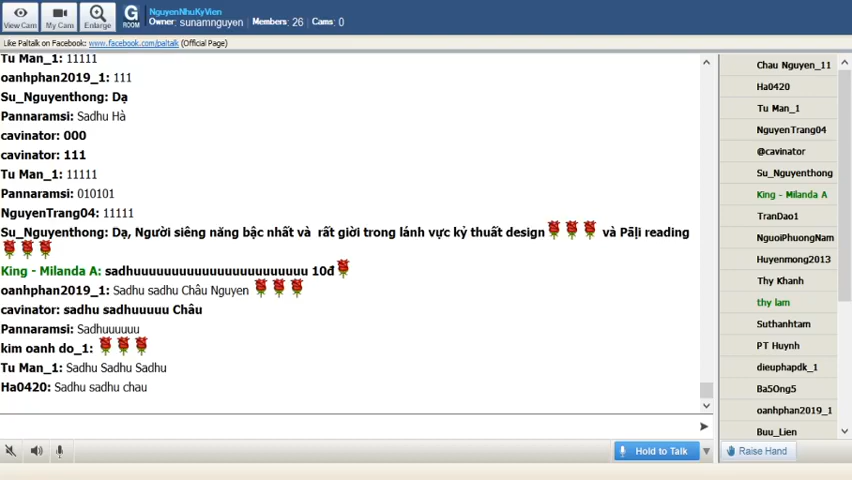 NguyenNhuKyVien
Owner: sunamnguyen Members: 26 Cams: 0
View Cam My Cam Enlarge G ROOM
Like Paltalk on Facebook: www.facebook.com/paltalk (Official Page)
Tu Man_1: 11111
oanhphan2019_1: 111
Su_Nguyenthong: Dạ
Pannaramsi: Sadhu Hà
cavinator: 000
cavinator: 111
Tu Man_1: 11111
Pannaramsi: 010101
NguyenTrang04: 11111
Su_Nguyenthong: Dạ, Người siêng năng bậc nhất và rất giời trong lánh vực kỷ thuất design và Pāḷi reading
King - Milanda A: sadhuuuuuuuuuuuuuuuuuuuuuuu 10đ
oanhphan2019_1: Sadhu sadhu Châu Nguyen
cavinator: sadhu sadhuuuuu Châu
Pannaramsi: Sadhuuuuuu
kim oanh do_1:
Tu Man_1: Sadhu Sadhu Sadhu
Ha0420: Sadhu sadhu chau
Chau Nguyen_11
Ha0420
Tu Man_1
NguyenTrang04
@cavinator
Su_Nguyenthong
King - Milanda A
TranDao1
NguoiPhuongNam
Huyenmong2013
Thy Khanh
thy lam
Suthanhtam
PT Huynh
dieuphapdk_1
Ba5Ong5
oanhphan2019_1
Buu_Lien
Hold to Talk
Raise Hand